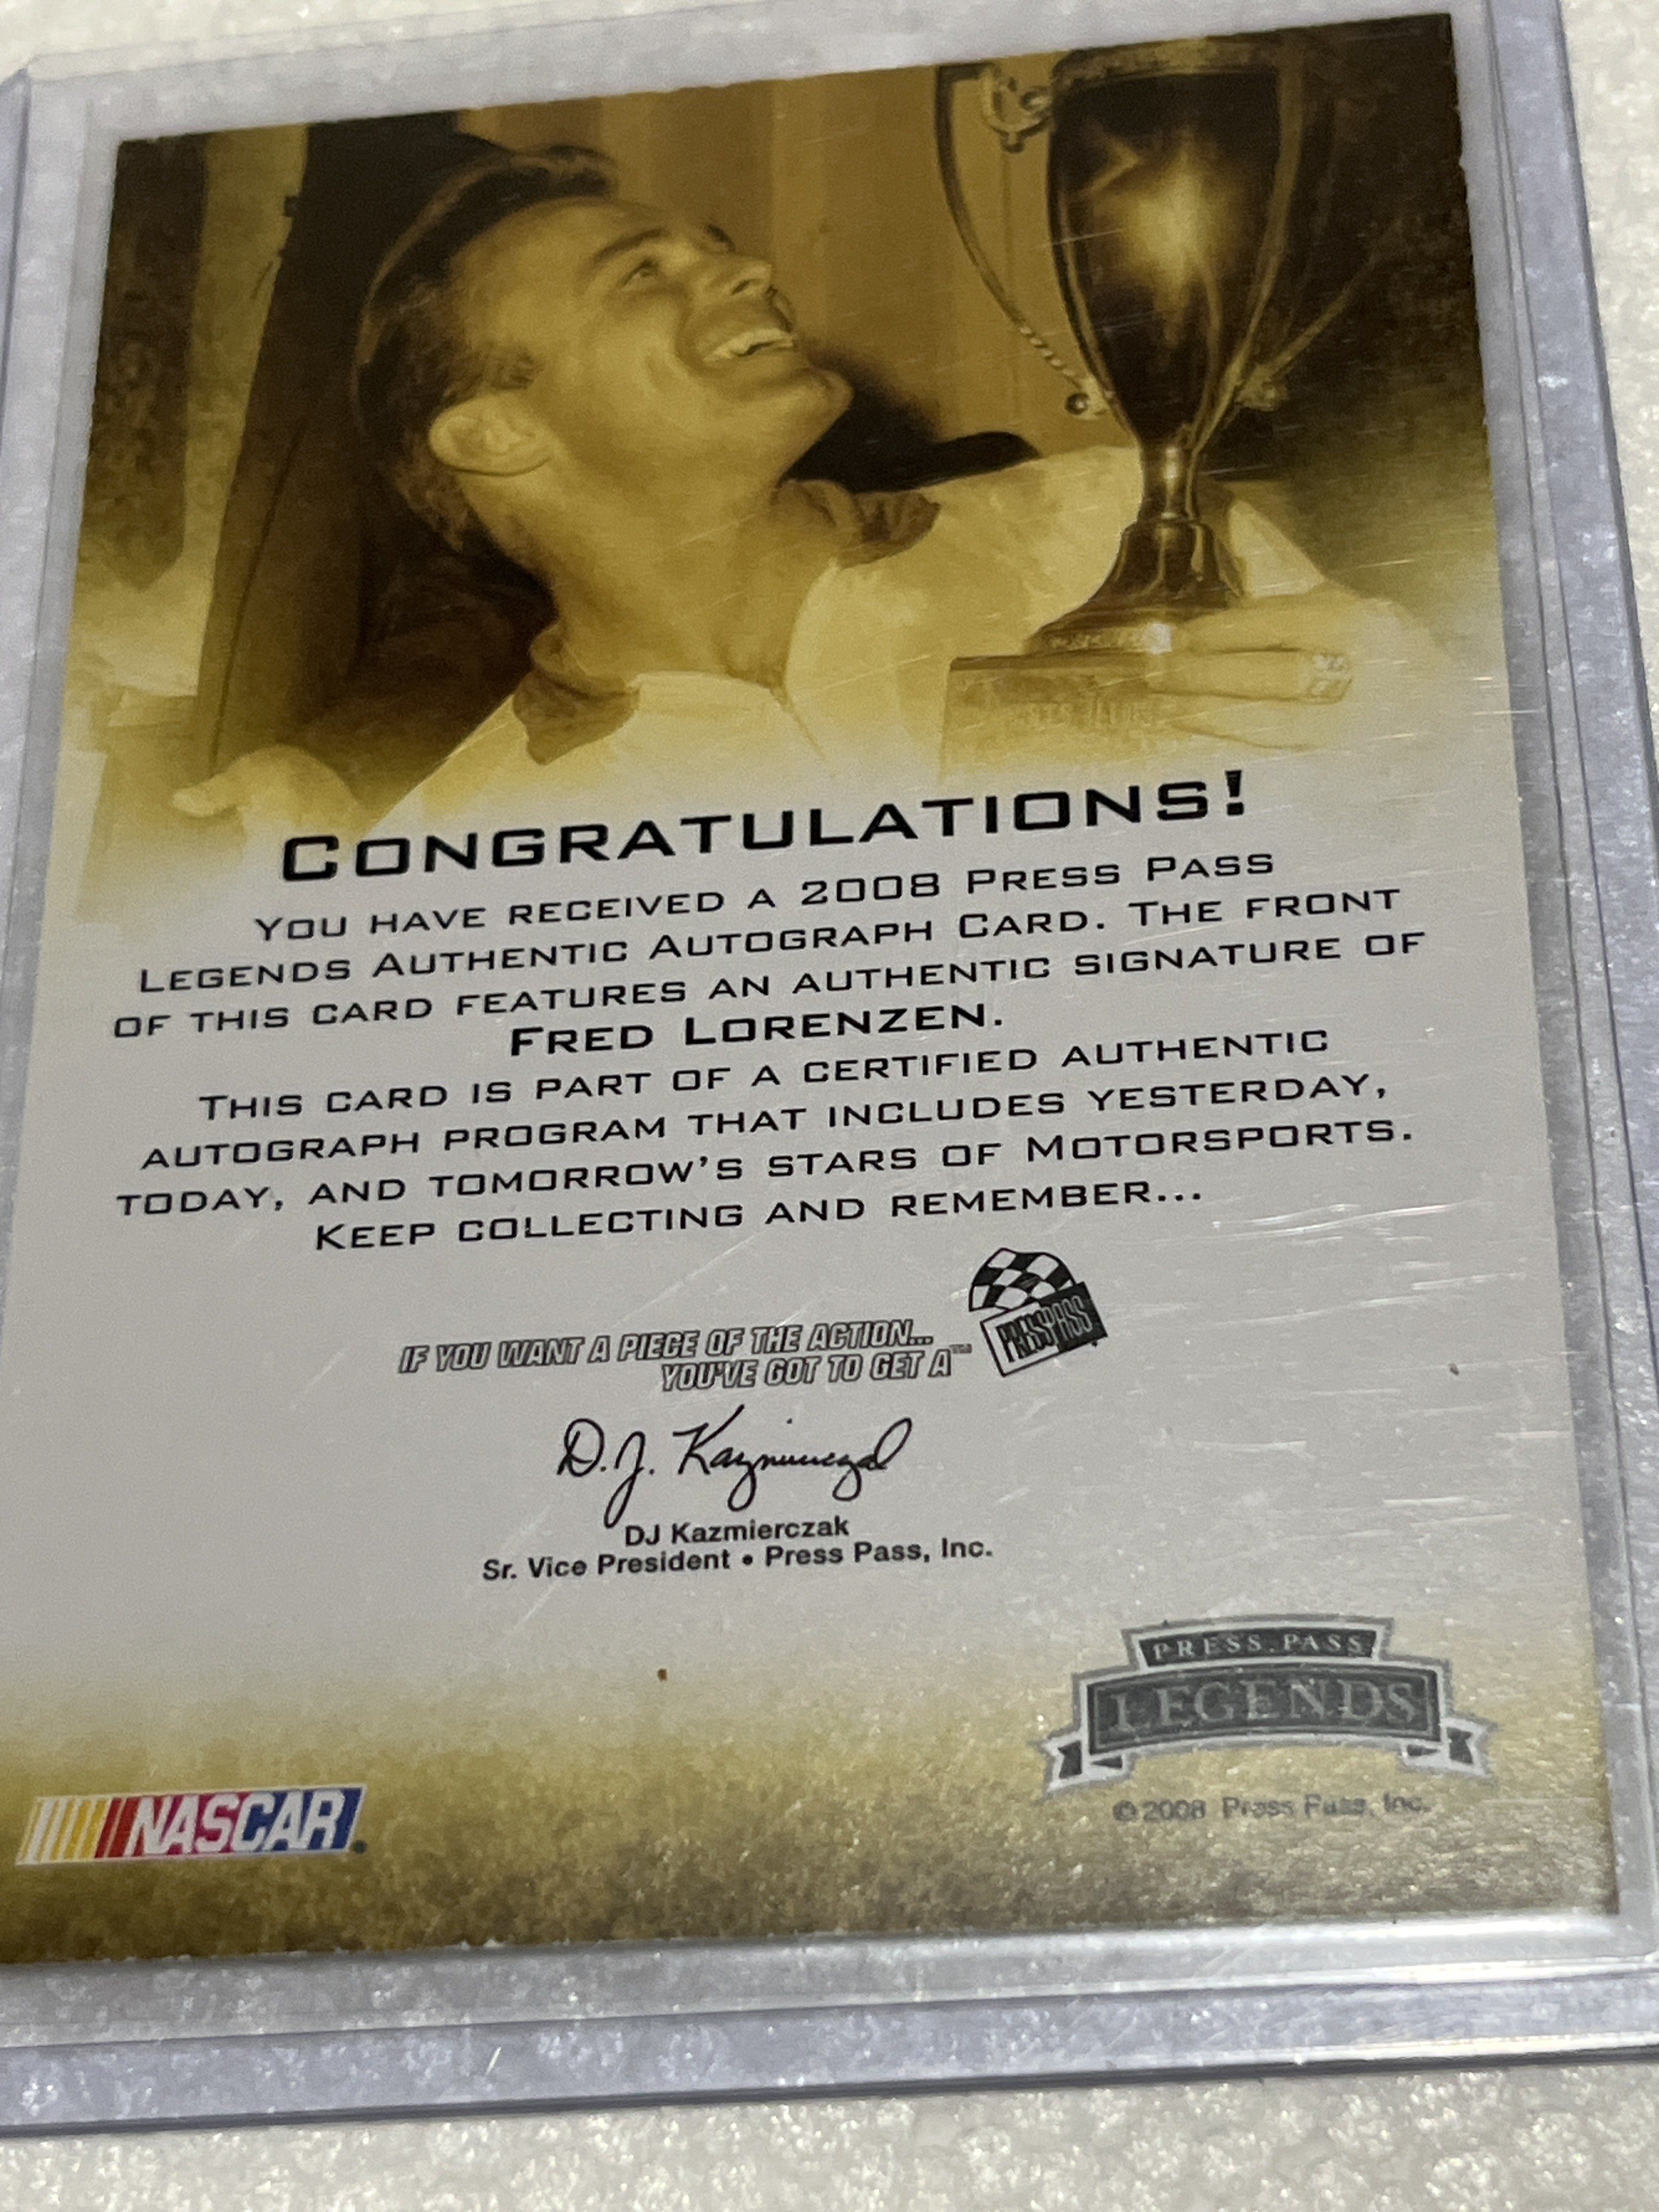 CONGRATULATIONS!
YOU HAVE RECEIVED A 2008 PRESS PASS
LEGENDS AUTHENTIC AUTOGRAPH CARD. THE FRONT
OF THIS CARD FEATURES AN AUTHENTIC SIGNATURE OF
FRED LORENZEN.
THIS CARD IS PART OF A CERTIFIED AUTHENTIC
AUTOGRAPH PROGRAM THAT INCLUDES YESTERDAY,
TODAY, AND TOMORROW'S STARS OF MOTORSPORTS.
KEEP COLLECTING AND REMEMBER...
IF YOU WANT A PIECE OF THE ACTION...
YOU'VE GOT TO GET A™
PRESS PASS
D.J. Kazmierczak
DJ Kazmierczak
Sr. Vice President • Press Pass, Inc.
PRESS PASS
LEGENDS
© 2008 Press Pass, Inc.
NASCAR